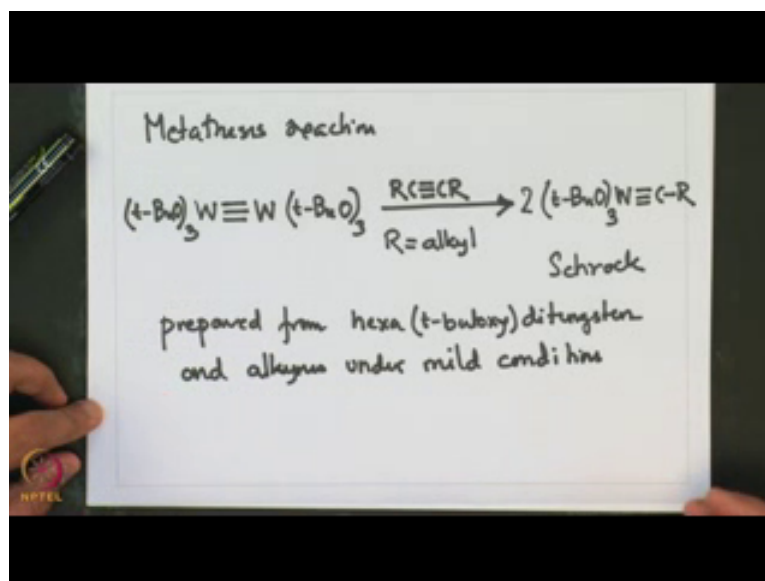 Metathesis reaction
(t-BuO)₃W≡W(t-BuO)₃ RC≡CR 2(t-BuO)₃W≡C-R
R=alkyl
Schrock
prepared from hexa(t-butoxy)ditungsten
and alkynes under mild conditions
NPTEL